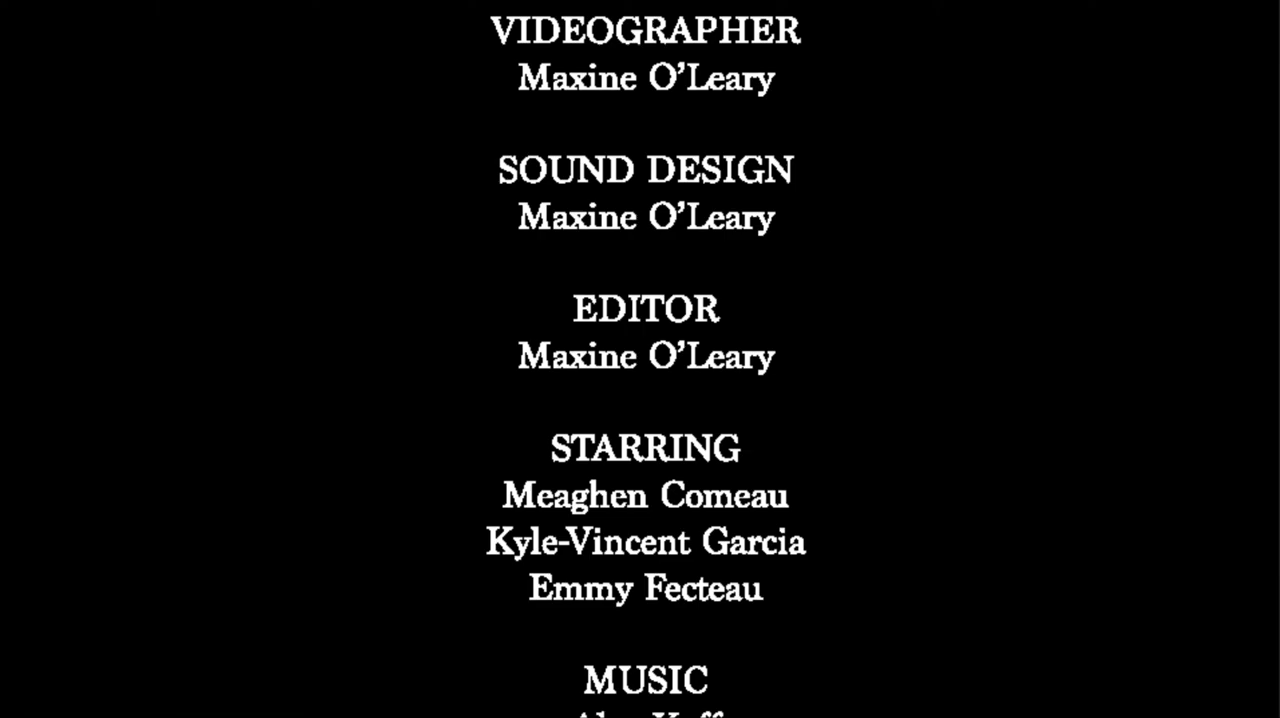 VIDEOGRAPHER
Maxine O’Leary
SOUND DESIGN
Maxine O’Leary
EDITOR
Maxine O’Leary
STARRING
Meaghen Comeau
Kyle-Vincent Garcia
Emmy Fecteau
MUSIC